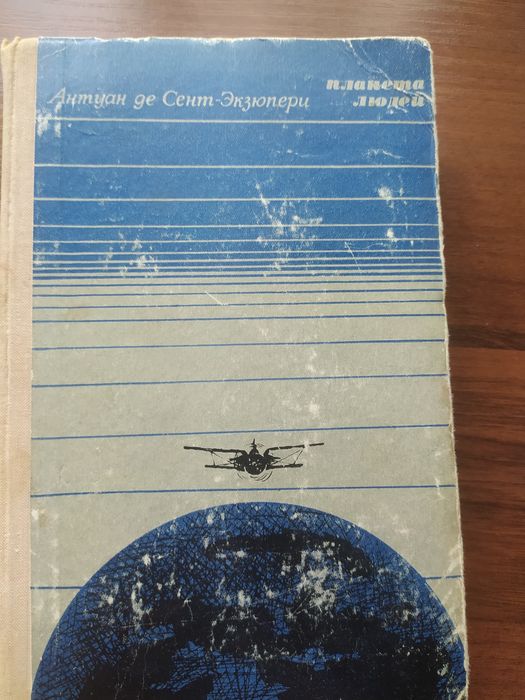 Антуан де Сент-Экзюпери
планета
людей